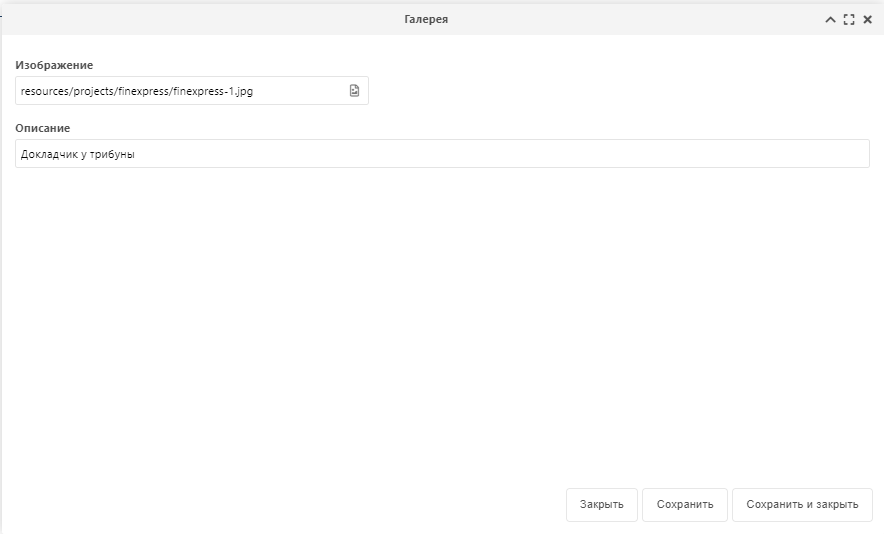 Галерея
Изображение
resources/projects/finexpress/finexpress-1.jpg
Описание
Докладчик у трибуны
Закрыть
Сохранить
Сохранить и закрыть